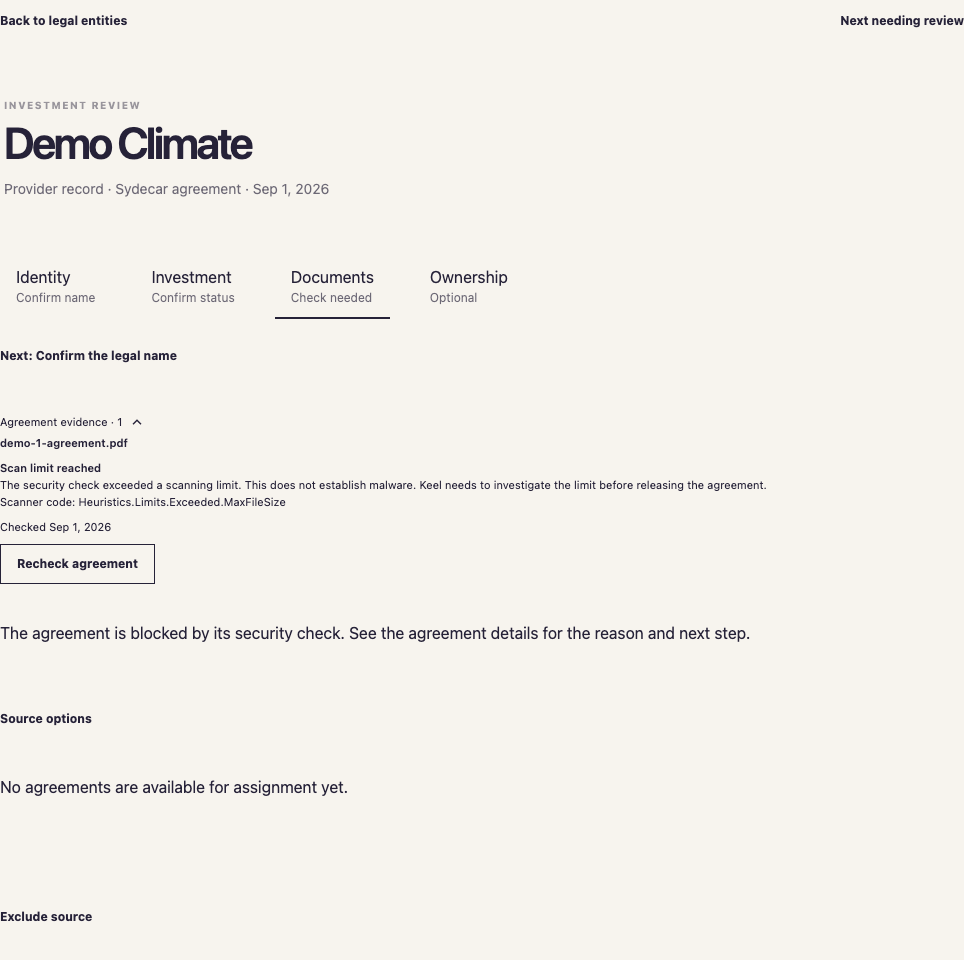 Back to legal entities
Next needing review
INVESTMENT REVIEW
Demo Climate
Provider record · Sydecar agreement · Sep 1, 2026
Identity
Confirm name
Investment
Confirm status
Documents
Check needed
Ownership
Optional
Next: Confirm the legal name
Agreement evidence · 1
demo-1-agreement.pdf
Scan limit reached
The security check exceeded a scanning limit. This does not establish malware. Keel needs to investigate the limit before releasing the agreement.
Scanner code: Heuristics.Limits.Exceeded.MaxFileSize
Checked Sep 1, 2026
Recheck agreement
The agreement is blocked by its security check. See the agreement details for the reason and next step.
Source options
No agreements are available for assignment yet.
Exclude source